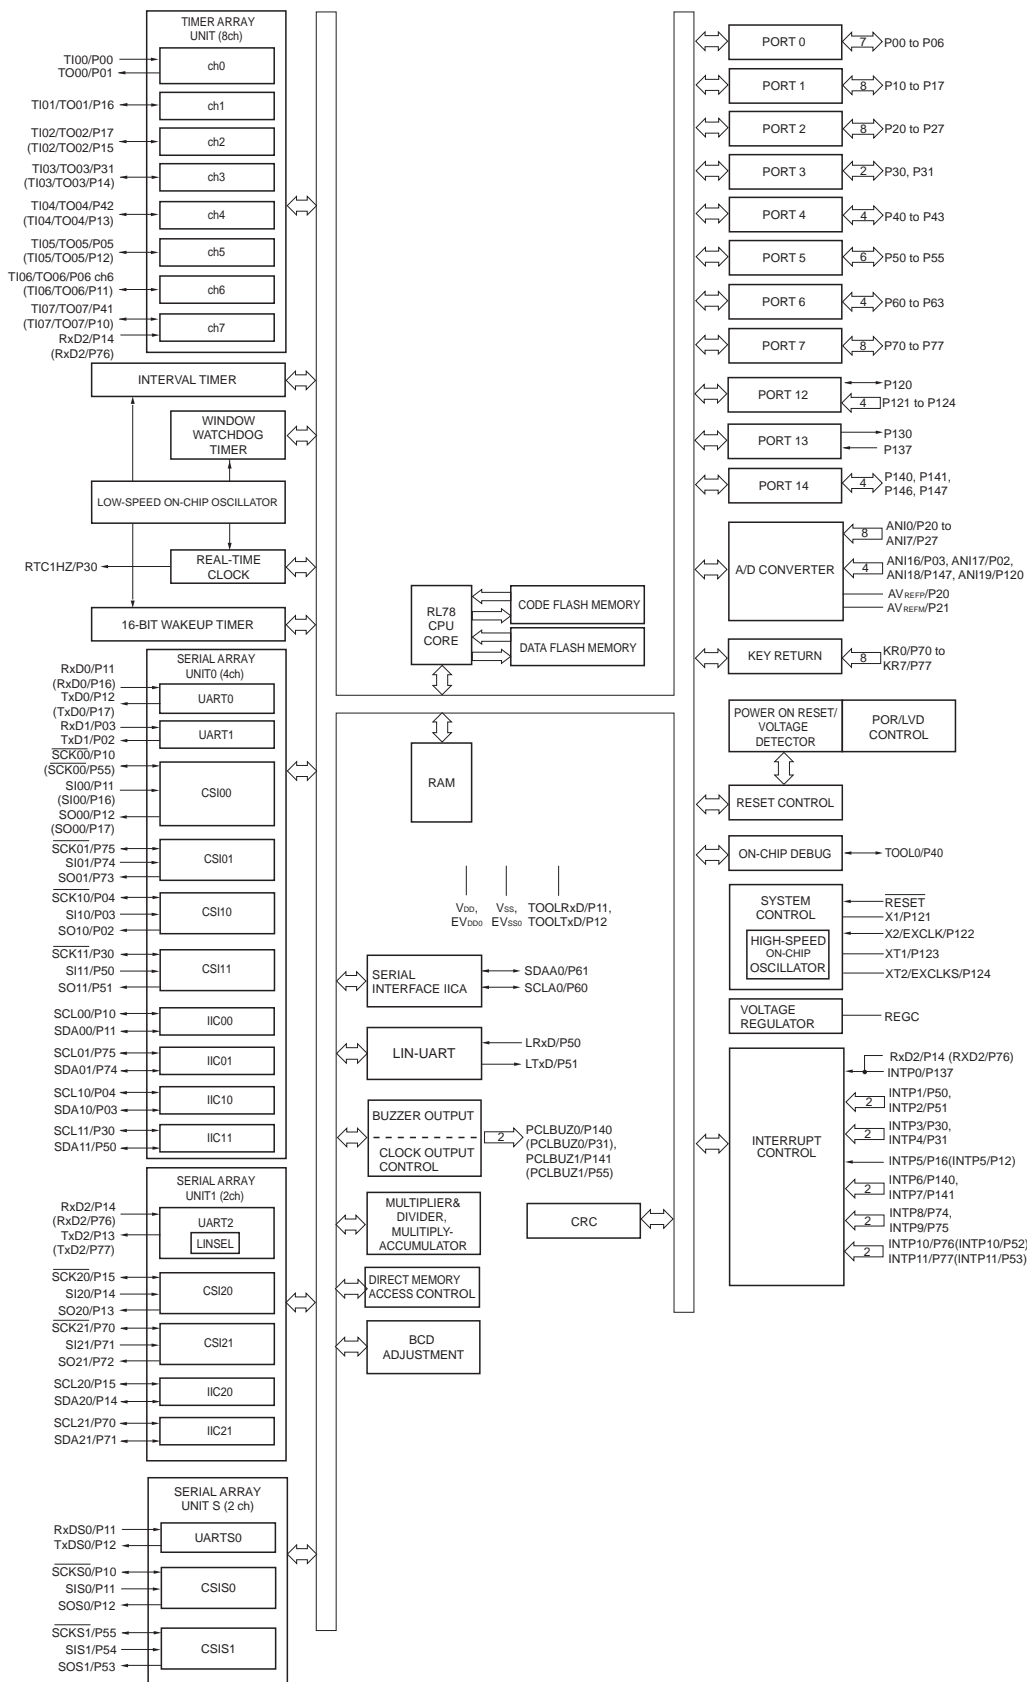 TIMER ARRAY
UNIT (8ch)
TI00/P00
TO00/P01
ch0
TI01/TO01/P16
ch1
TI02/TO02/P17
(TI02/TO02/P15
ch2
TI03/TO03/P31
(TI03/TO03/P14)
ch3
TI04/TO04/P42
(TI04/TO04/P13)
ch4
TI05/TO05/P05
(TI05/TO05/P12)
ch5
TI06/TO06/P06 ch6
(TI06/TO06/P11)
ch6
TI07/TO07/P41
(TI07/TO07/P10)
ch7
RxD2/P14
(RxD2/P76)
INTERVAL TIMER
WINDOW
WATCHDOG
TIMER
LOW-SPEED ON-CHIP OSCILLATOR
RTC1HZ/P30
REAL-TIME
CLOCK
16-BIT WAKEUP TIMER
SERIAL ARRAY
UNIT0 (4ch)
RxD0/P11
(RxD0/P16)
TxD0/P12
(TxD0/P17)
UART0
RxD1/P03
TxD1/P02
UART1
SCK00/P10
(SCK00/P55)
SI00/P11
(SI00/P16)
SO00/P12
(SO00/P17)
CSI00
SCK01/P75
SI01/P74
SO01/P73
CSI01
SCK10/P04
SI10/P03
SO10/P02
CSI10
SCK11/P30
SI11/P50
SO11/P51
CSI11
SCL00/P10
SDA00/P11
IIC00
SCL01/P75
SDA01/P74
IIC01
SCL10/P04
SDA10/P03
IIC10
SCL11/P30
SDA11/P50
IIC11
SERIAL ARRAY
UNIT1 (2ch)
RxD2/P14
(RxD2/P76)
TxD2/P13
(TxD2/P77)
UART2
LINSEL
SCK20/P15
SI20/P14
SO20/P13
CSI20
SCK21/P70
SI21/P71
SO21/P72
CSI21
SCL20/P15
SDA20/P14
IIC20
SCL21/P70
SDA21/P71
IIC21
SERIAL ARRAY
UNIT S (2 ch)
RxDS0/P11
TxDS0/P12
UARTS0
SCKS0/P10
SIS0/P11
SOS0/P12
CSIS0
SCKS1/P55
SIS1/P54
SOS1/P53
CSIS1
RL78
CPU
CORE
CODE FLASH MEMORY
DATA FLASH MEMORY
RAM
VDD,
EVDD0
VSS,
EVSS0
TOOLRxD/P11,
TOOLTxD/P12
SERIAL
INTERFACE IICA
SDAA0/P61
SCLA0/P60
LIN-UART
LRxD/P50
LTxD/P51
BUZZER OUTPUT
CLOCK OUTPUT
CONTROL
2
PCLBUZ0/P140
(PCLBUZ0/P31),
PCLBUZ1/P141
(PCLBUZ1/P55)
MULTIPLIER&
DIVIDER,
MULITIPLY-
ACCUMULATOR
CRC
DIRECT MEMORY
ACCESS CONTROL
BCD
ADJUSTMENT
PORT 0
7
P00 to P06
PORT 1
8
P10 to P17
PORT 2
8
P20 to P27
PORT 3
2
P30, P31
PORT 4
4
P40 to P43
PORT 5
6
P50 to P55
PORT 6
4
P60 to P63
PORT 7
8
P70 to P77
PORT 12
P120
4
P121 to P124
PORT 13
P130
P137
PORT 14
4
P140, P141,
P146, P147
A/D CONVERTER
8
ANI0/P20 to
ANI7/P27
4
ANI16/P03, ANI17/P02,
ANI18/P147, ANI19/P120
AVREFP/P20
AVREFM/P21
KEY RETURN
8
KR0/P70 to
KR7/P77
POWER ON RESET/
VOLTAGE
DETECTOR
POR/LVD
CONTROL
RESET CONTROL
ON-CHIP DEBUG
TOOL0/P40
SYSTEM
CONTROL
HIGH-SPEED
ON-CHIP
OSCILLATOR
RESET
X1/P121
X2/EXCLK/P122
XT1/P123
XT2/EXCLKS/P124
VOLTAGE
REGULATOR
REGC
INTERRUPT
CONTROL
RxD2/P14 (RXD2/P76)
INTP0/P137
2
INTP1/P50,
INTP2/P51
2
INTP3/P30,
INTP4/P31
INTP5/P16(INTP5/P12)
2
INTP6/P140,
INTP7/P141
2
INTP8/P74,
INTP9/P75
2
INTP10/P76(INTP10/P52)
INTP11/P77(INTP11/P53)